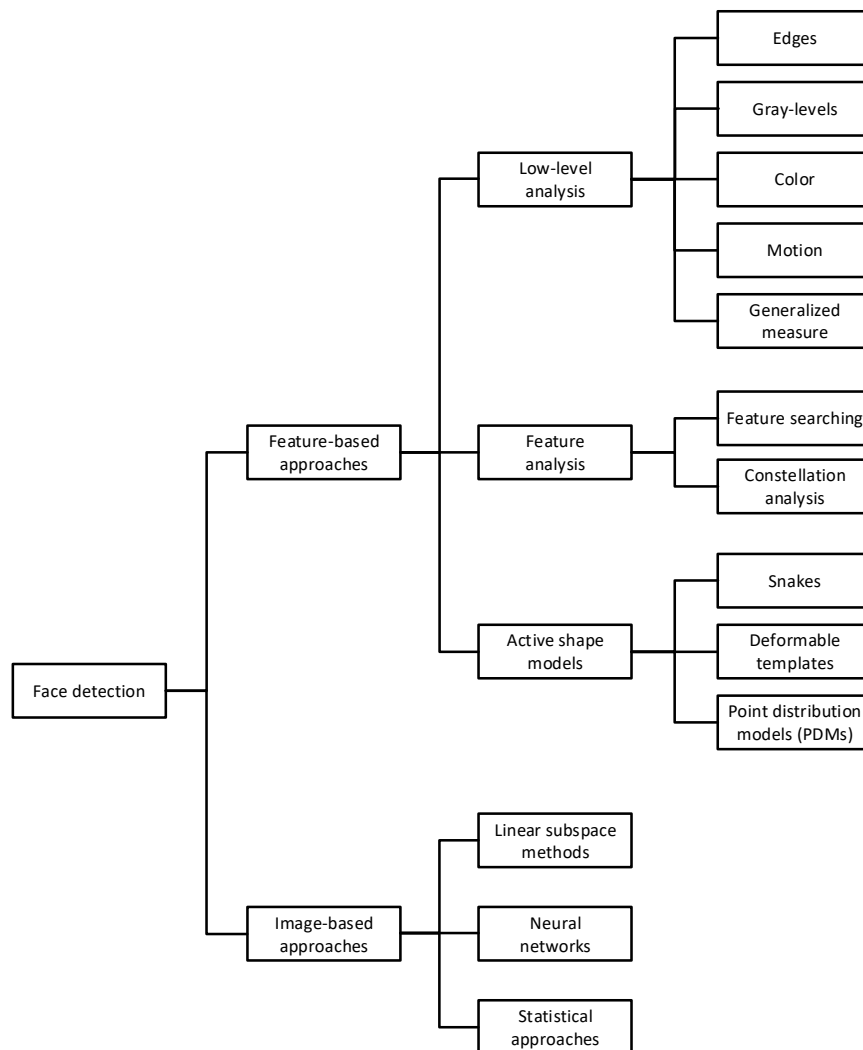 Edges
Gray-levels
Low-level
analysis
Color
Motion
Generalized
measure
Feature searching
Feature-based
approaches
Feature
analysis
Constellation
analysis
Snakes
Active shape
models
Deformable
templates
Face detection
Point distribution
models (PDMs)
Linear subspace
methods
Image-based
approaches
Neural
networks
Statistical
approaches